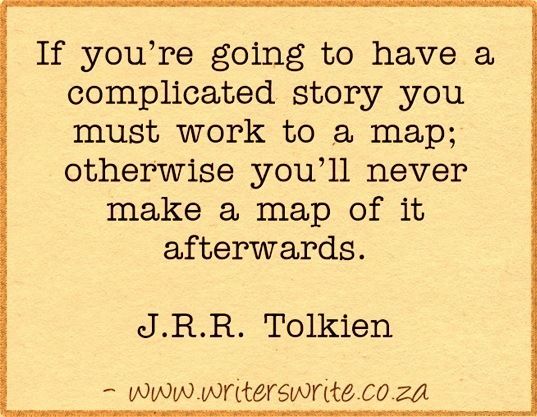 If you’re going to have a
complicated story you
must work to a map;
otherwise you’ll never
make a map of it
afterwards.
J.R.R. Tolkien
- www.writerswrite.co.za